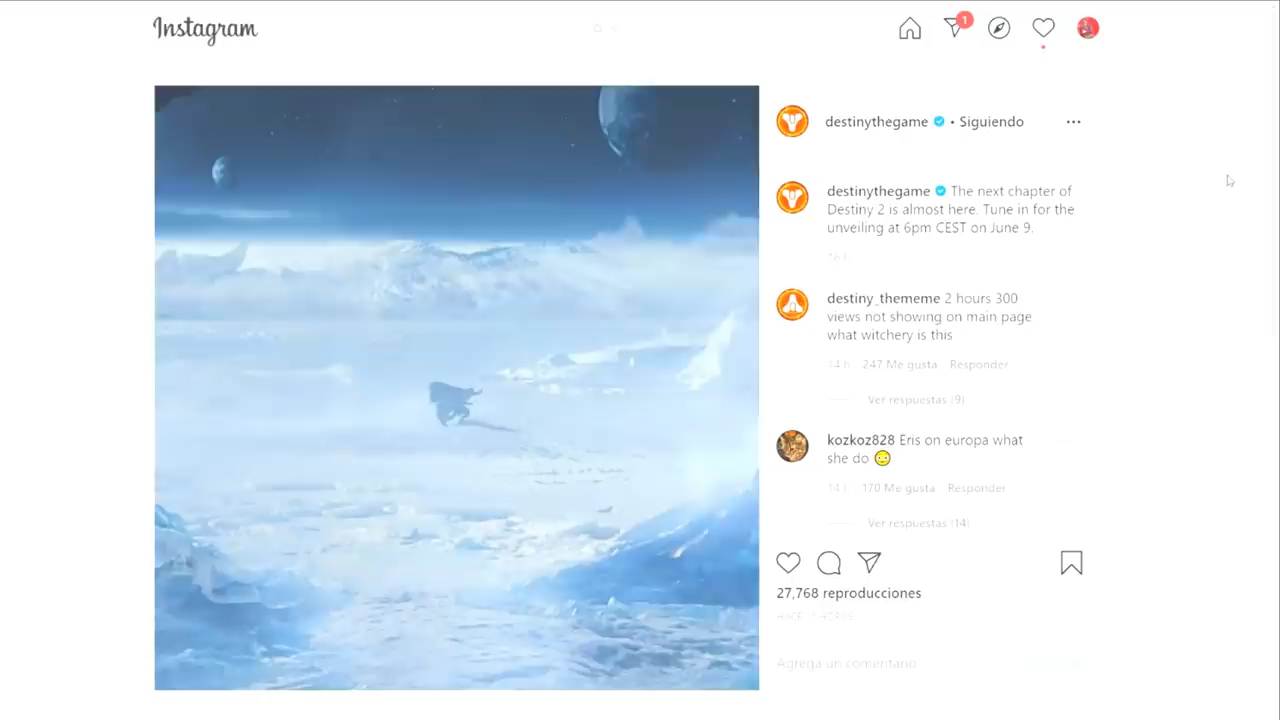 Instagram
1
destinythegame • Siguiendo
destinythegame The next chapter of
Destiny 2 is almost here. Tune in for the
unveiling at 6pm CEST on June 9.
destiny_thememe 2 hours 300
views not showing on main page
what witchery is this
14 h 247 Me gusta Responder
Ver respuestas (9)
kozkoz828 Eris on europa what
she do 😳
170 Me gusta Responder
Ver respuestas (14)
27,768 reproducciones
Agrega un comentario